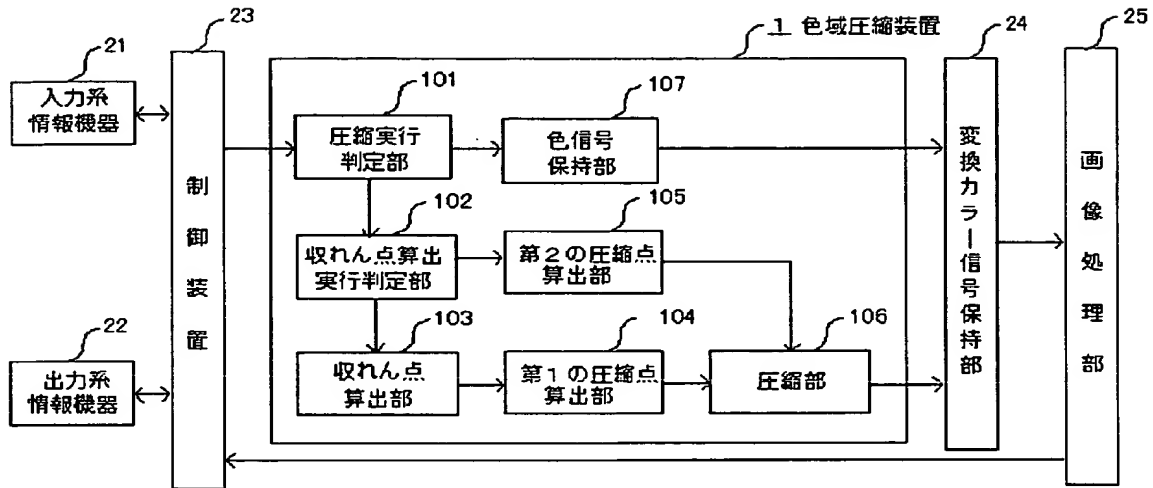 23
1 色域圧縮装置
24
25
21
入力系
情報機器
101
圧縮実行
判定部
107
色信号
保持部
制御装置
変換カラー信号保持部
画像処理部
102
収れん点算出
実行判定部
105
第2の圧縮点
算出部
22
出力系
情報機器
103
収れん点
算出部
104
第1の圧縮点
算出部
106
圧縮部